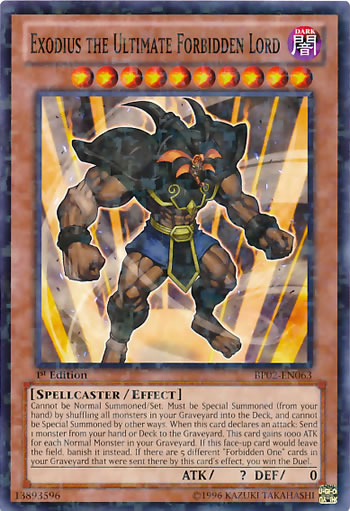 EXODIUS THE ULTIMATE FORBIDDEN LORD
DARK
闇
1st Edition
BP02-EN063
[SPELLCASTER / EFFECT]
Cannot be Normal Summoned/Set. Must be Special Summoned (from your
hand) by shuffling all monsters in your Graveyard into the Deck, and cannot
be Special Summoned by other ways. When this card declares an attack: Send
1 monster from your hand or Deck to the Graveyard. This card gains 1000 ATK
for each Normal Monster in your Graveyard. If this face-up card would leave
the field, banish it instead. If there are 5 different "Forbidden One" cards in
your Graveyard that were sent there by this card's effect, you win the Duel.
ATK / ? DEF / 0
13893596
©1996 KAZUKI TAKAHASHI